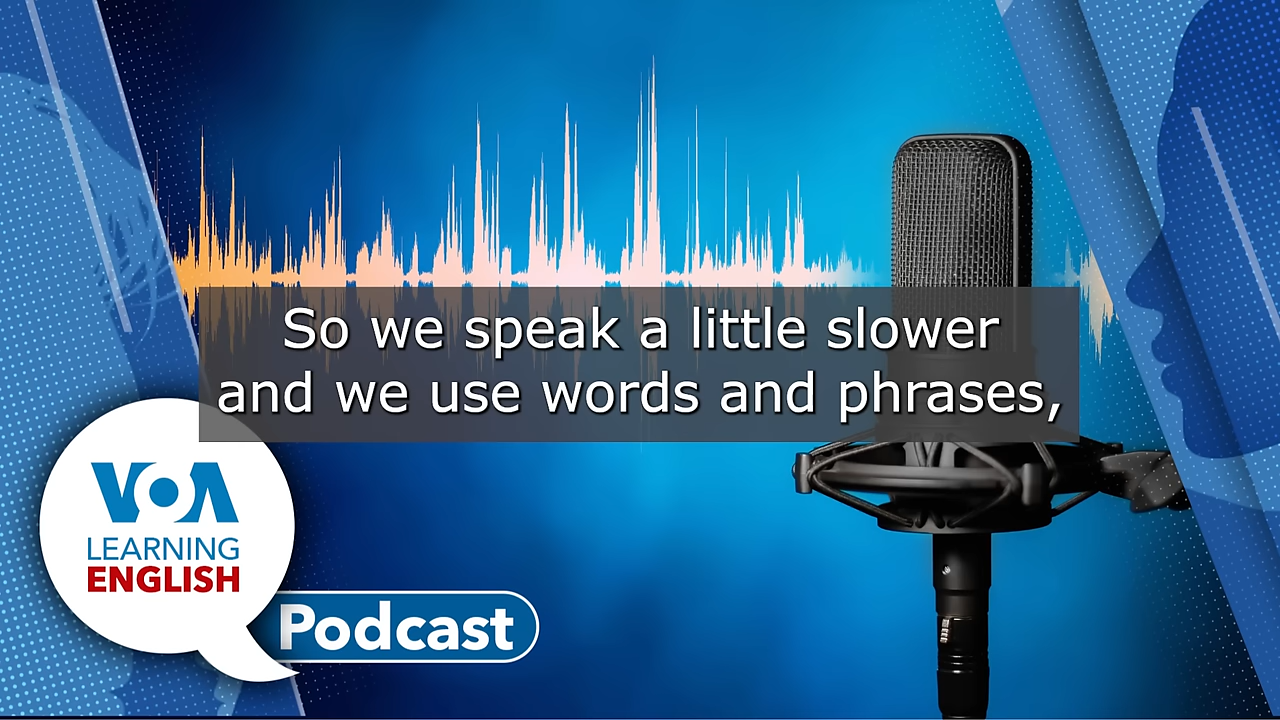 So we speak a little slower
and we use words and phrases,
VOA
LEARNING
ENGLISH
Podcast